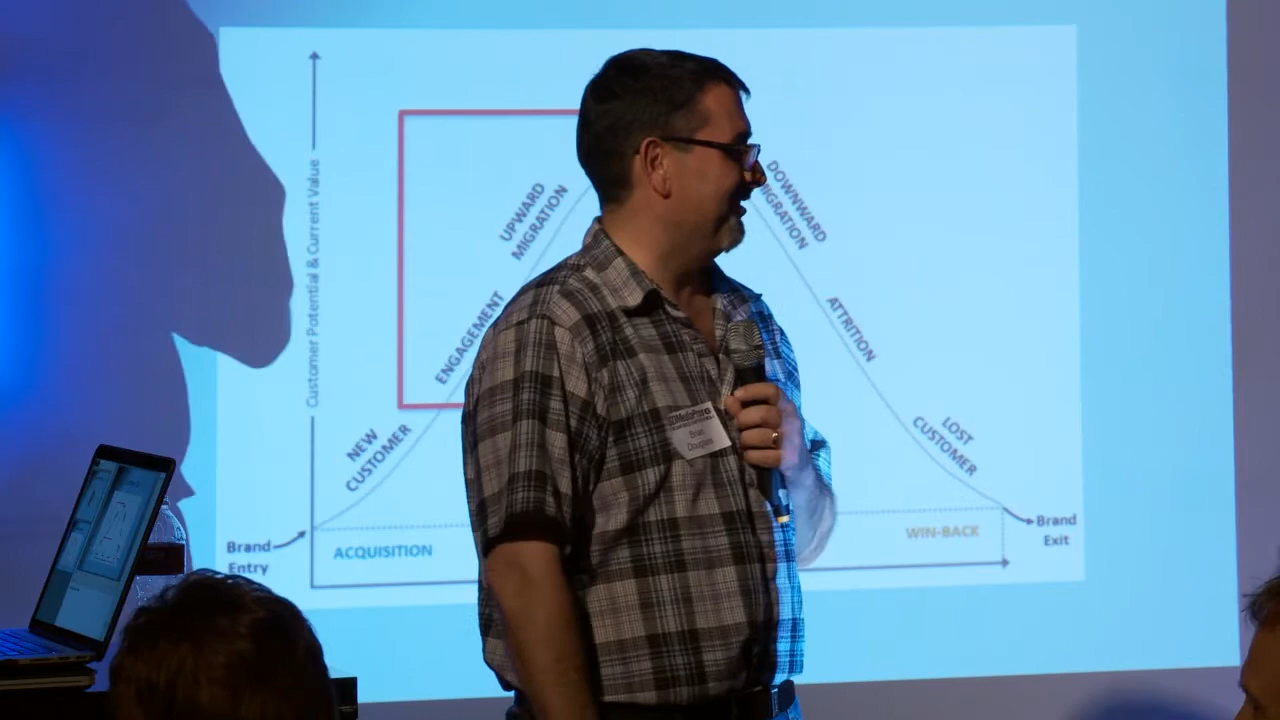 Customer Potential & Current Value
UPWARD
MIGRATION
ENGAGEMENT
NEW
CUSTOMER
Brand
Entry
ACQUISITION
DOWNWARD
MIGRATION
ATTRITION
LOST
CUSTOMER
WIN-BACK
Brand
Exit
Brian